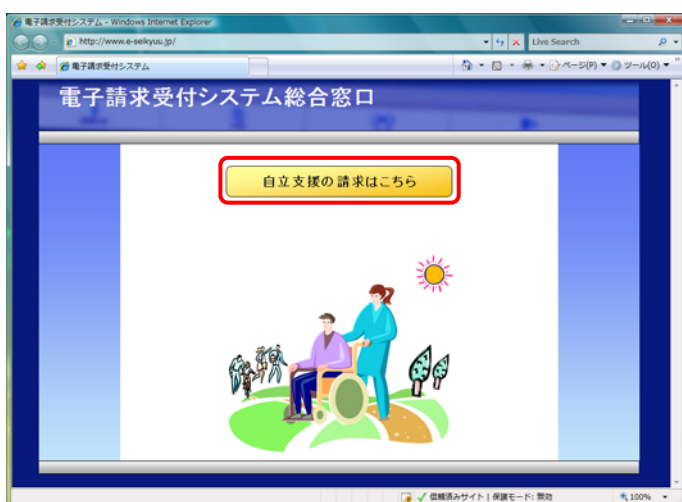 電子請求受付システム - Windows Internet Explorer
http://www.e-seikyuu.jp/
Live Search
電子請求受付システム
ページ(P)
ツール(O)
電子請求受付システム総合窓口
自立支援の請求はこちら
信頼済みサイト | 保護モード: 無効
100%